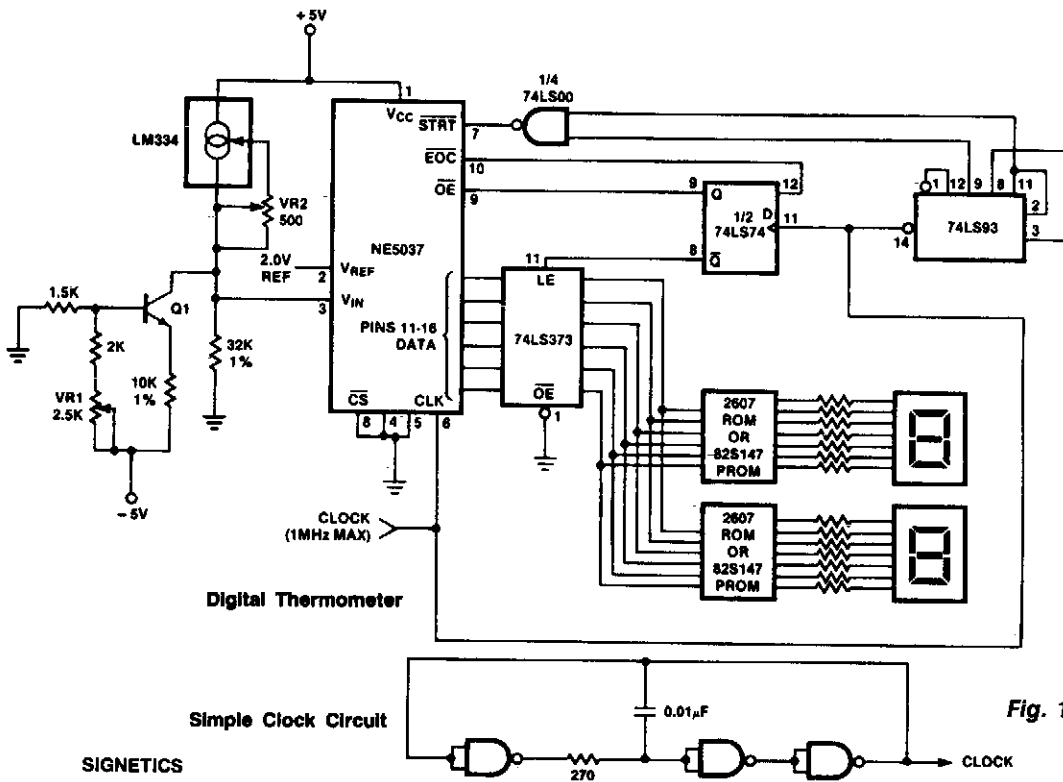 +5V
LM334
VR2
500
2.0V
REF
1
VCC
STRT
7
EOC
10
OE
9
NE5037
2
VREF
3
VIN
PINS 11-16
DATA
CS
CLK
8
4
5
6
1/4
74LS00
9
Q
12
D
11
1/2
74LS74
8
Q
1
12
9
8
11
2
3
14
74LS93
11
LE
74LS373
OE
1
1.5K
Q1
2K
VR1
2.5K
10K
1%
32K
1%
-5V
CLOCK
(1MHz MAX)
2607
ROM
OR
82S147
PROM
8
2607
ROM
OR
82S147
PROM
8
Digital Thermometer
Simple Clock Circuit
0.01µF
270
CLOCK
Fig. 1
SIGNETICS